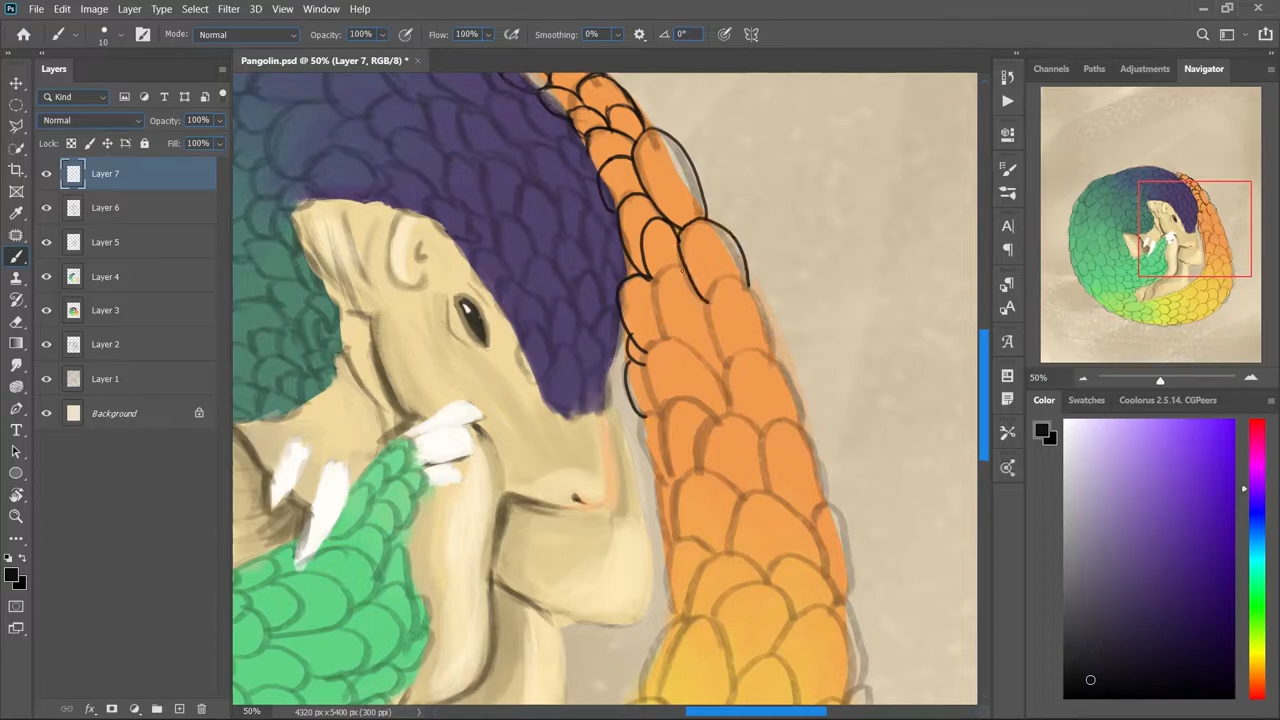 Ps File Edit Image Layer Type Select Filter 3D View Window Help
10 Mode: Normal Opacity: 100% Flow: 100% Smoothing: 0% 0°
Layers
Pangolin.psd @ 50% (Layer 7, RGB/8) * ×
Channels Paths Adjustments Navigator
Kind
Normal Opacity: 100%
Lock: Fill: 100%
Layer 7
Layer 6
Layer 5
Layer 4
Layer 3
Layer 2
Layer 1
Background
50%
Color Swatches Coolorus 2.5.14. CGPeers
50% 4320 px x 5400 px (300 ppi)